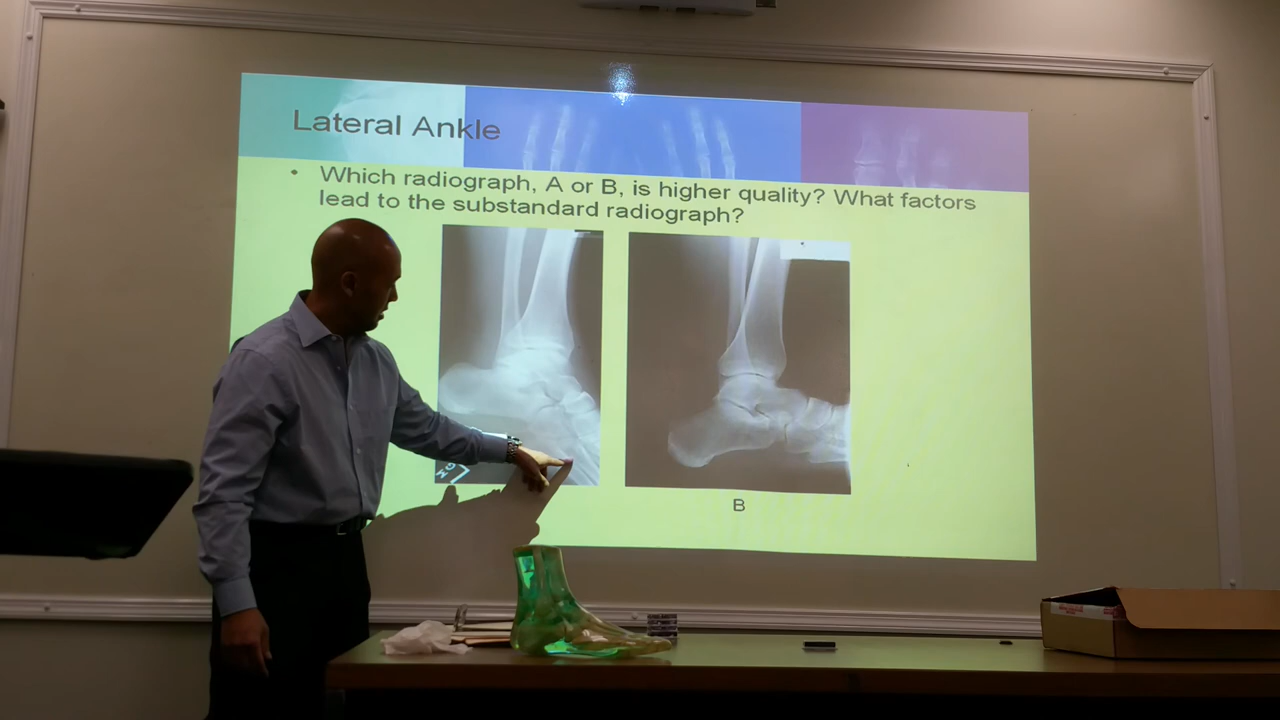 Lateral Ankle
• Which radiograph, A or B, is higher quality? What factors
lead to the substandard radiograph?
B